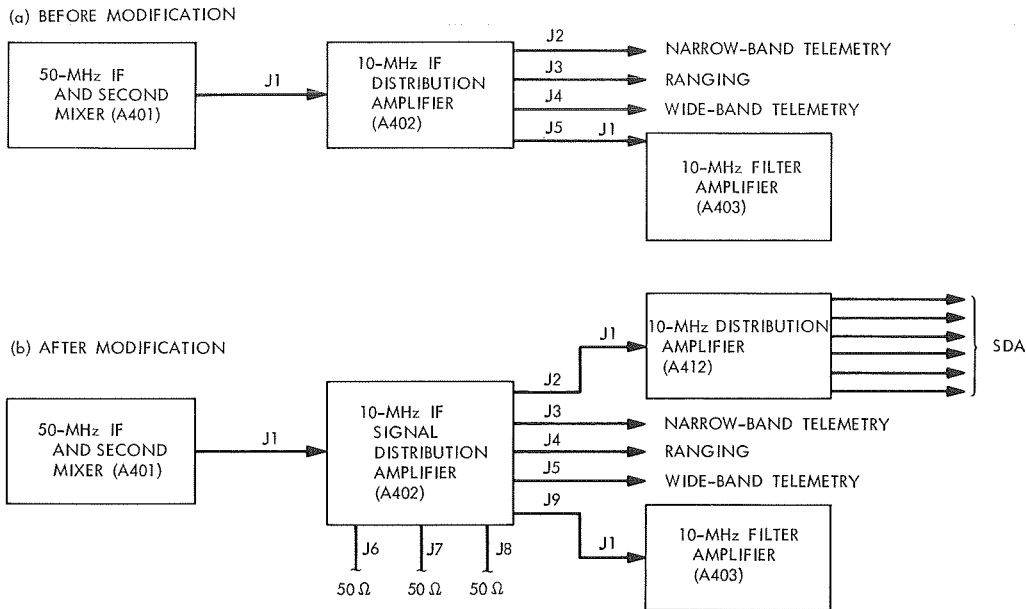 (a) BEFORE MODIFICATION
50-MHz IF
AND SECOND
MIXER (A401)
J1
10-MHz IF
DISTRIBUTION
AMPLIFIER
(A402)
J2
NARROW-BAND TELEMETRY
J3
RANGING
J4
WIDE-BAND TELEMETRY
J5
J1
10-MHz FILTER
AMPLIFIER
(A403)
(b) AFTER MODIFICATION
50-MHz IF
AND SECOND
MIXER (A401)
J1
10-MHz IF
SIGNAL
DISTRIBUTION
AMPLIFIER
(A402)
J2
J1
10-MHz DISTRIBUTION
AMPLIFIER
(A412)
SDA
J3
NARROW-BAND TELEMETRY
J4
RANGING
J5
WIDE-BAND TELEMETRY
J9
J1
10-MHz FILTER
AMPLIFIER
(A403)
J6
J7
J8
50 Ω
50 Ω
50 Ω